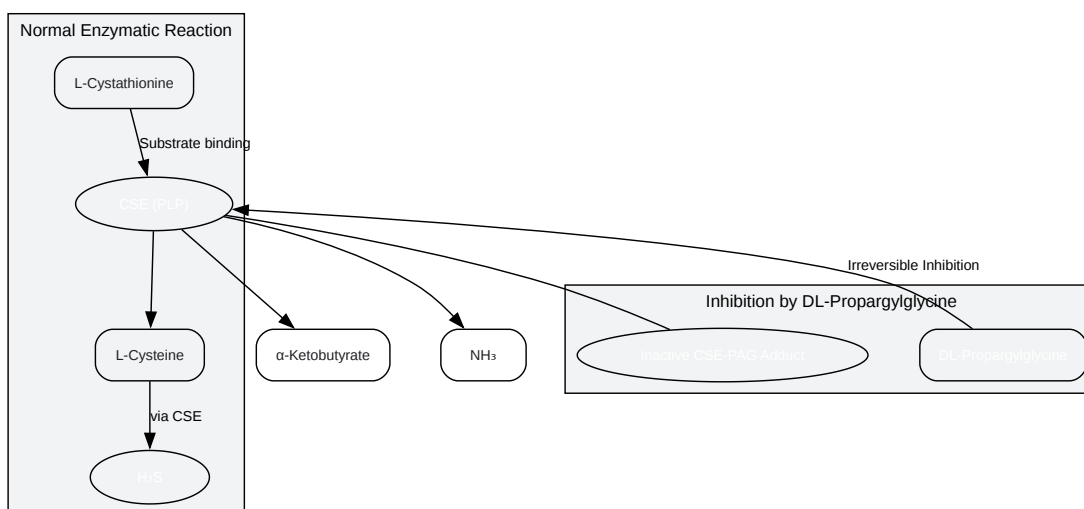 Normal Enzymatic Reaction
L-Cystathionine
Substrate binding
CSE (PLP)
Irreversible Inhibition
Inhibition by DL-Propargylglycine
L-Cysteine
α-Ketobutyrate
NH₃
Inactive CSE-PAG Adduct
DL-Propargylglycine
via CSE
H₂S